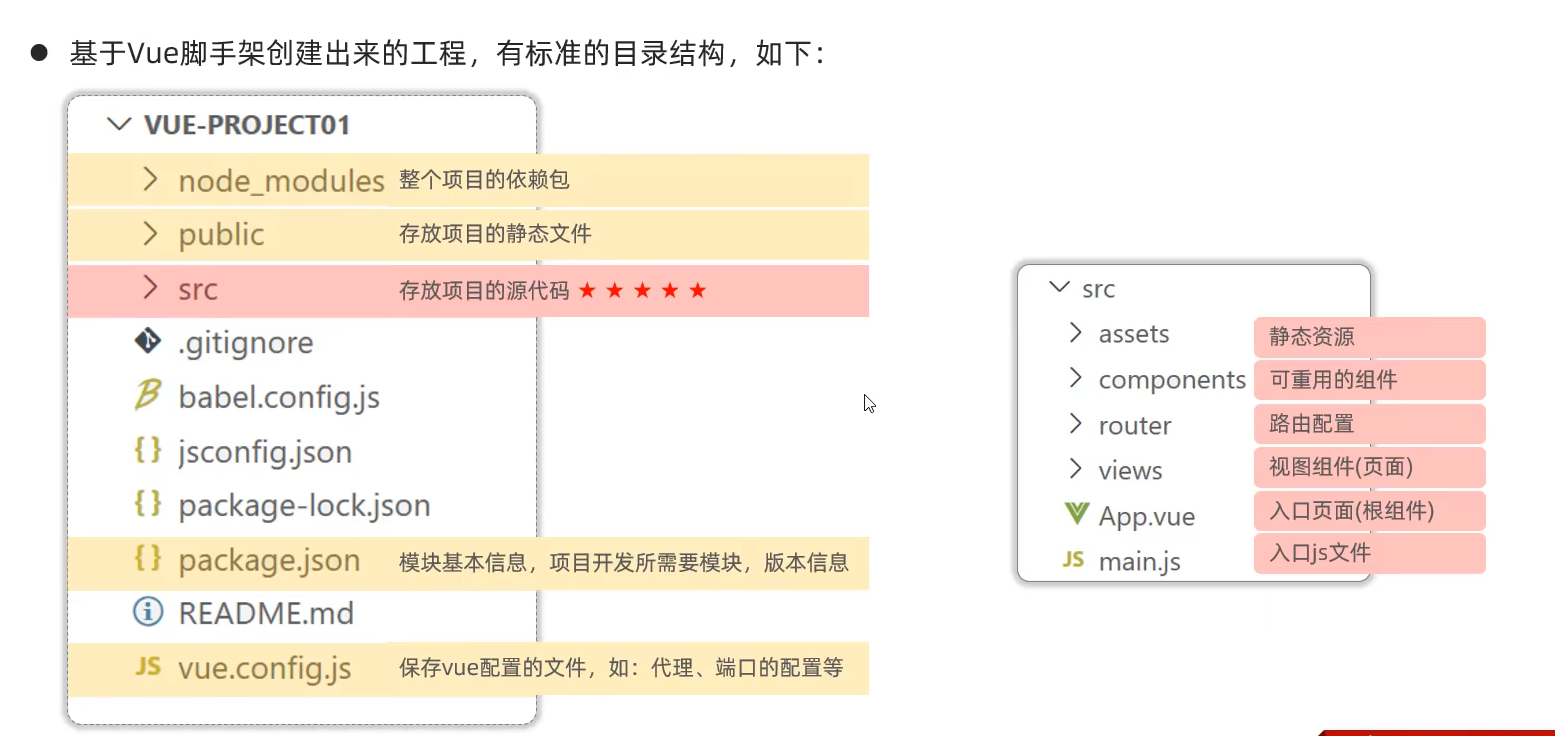 ● 基于Vue脚手架创建出来的工程，有标准的目录结构，如下：
VUE-PROJECT01
node_modules 整个项目的依赖包
public 存放项目的静态文件
src 存放项目的源代码 ★ ★ ★ ★ ★
.gitignore
babel.config.js
jsconfig.json
package-lock.json
package.json 模块基本信息，项目开发所需要模块，版本信息
README.md
vue.config.js 保存vue配置的文件，如：代理、端口的配置等
src
assets 静态资源
components 可重用的组件
router 路由配置
views 视图组件(页面)
App.vue 入口页面(根组件)
main.js 入口js文件